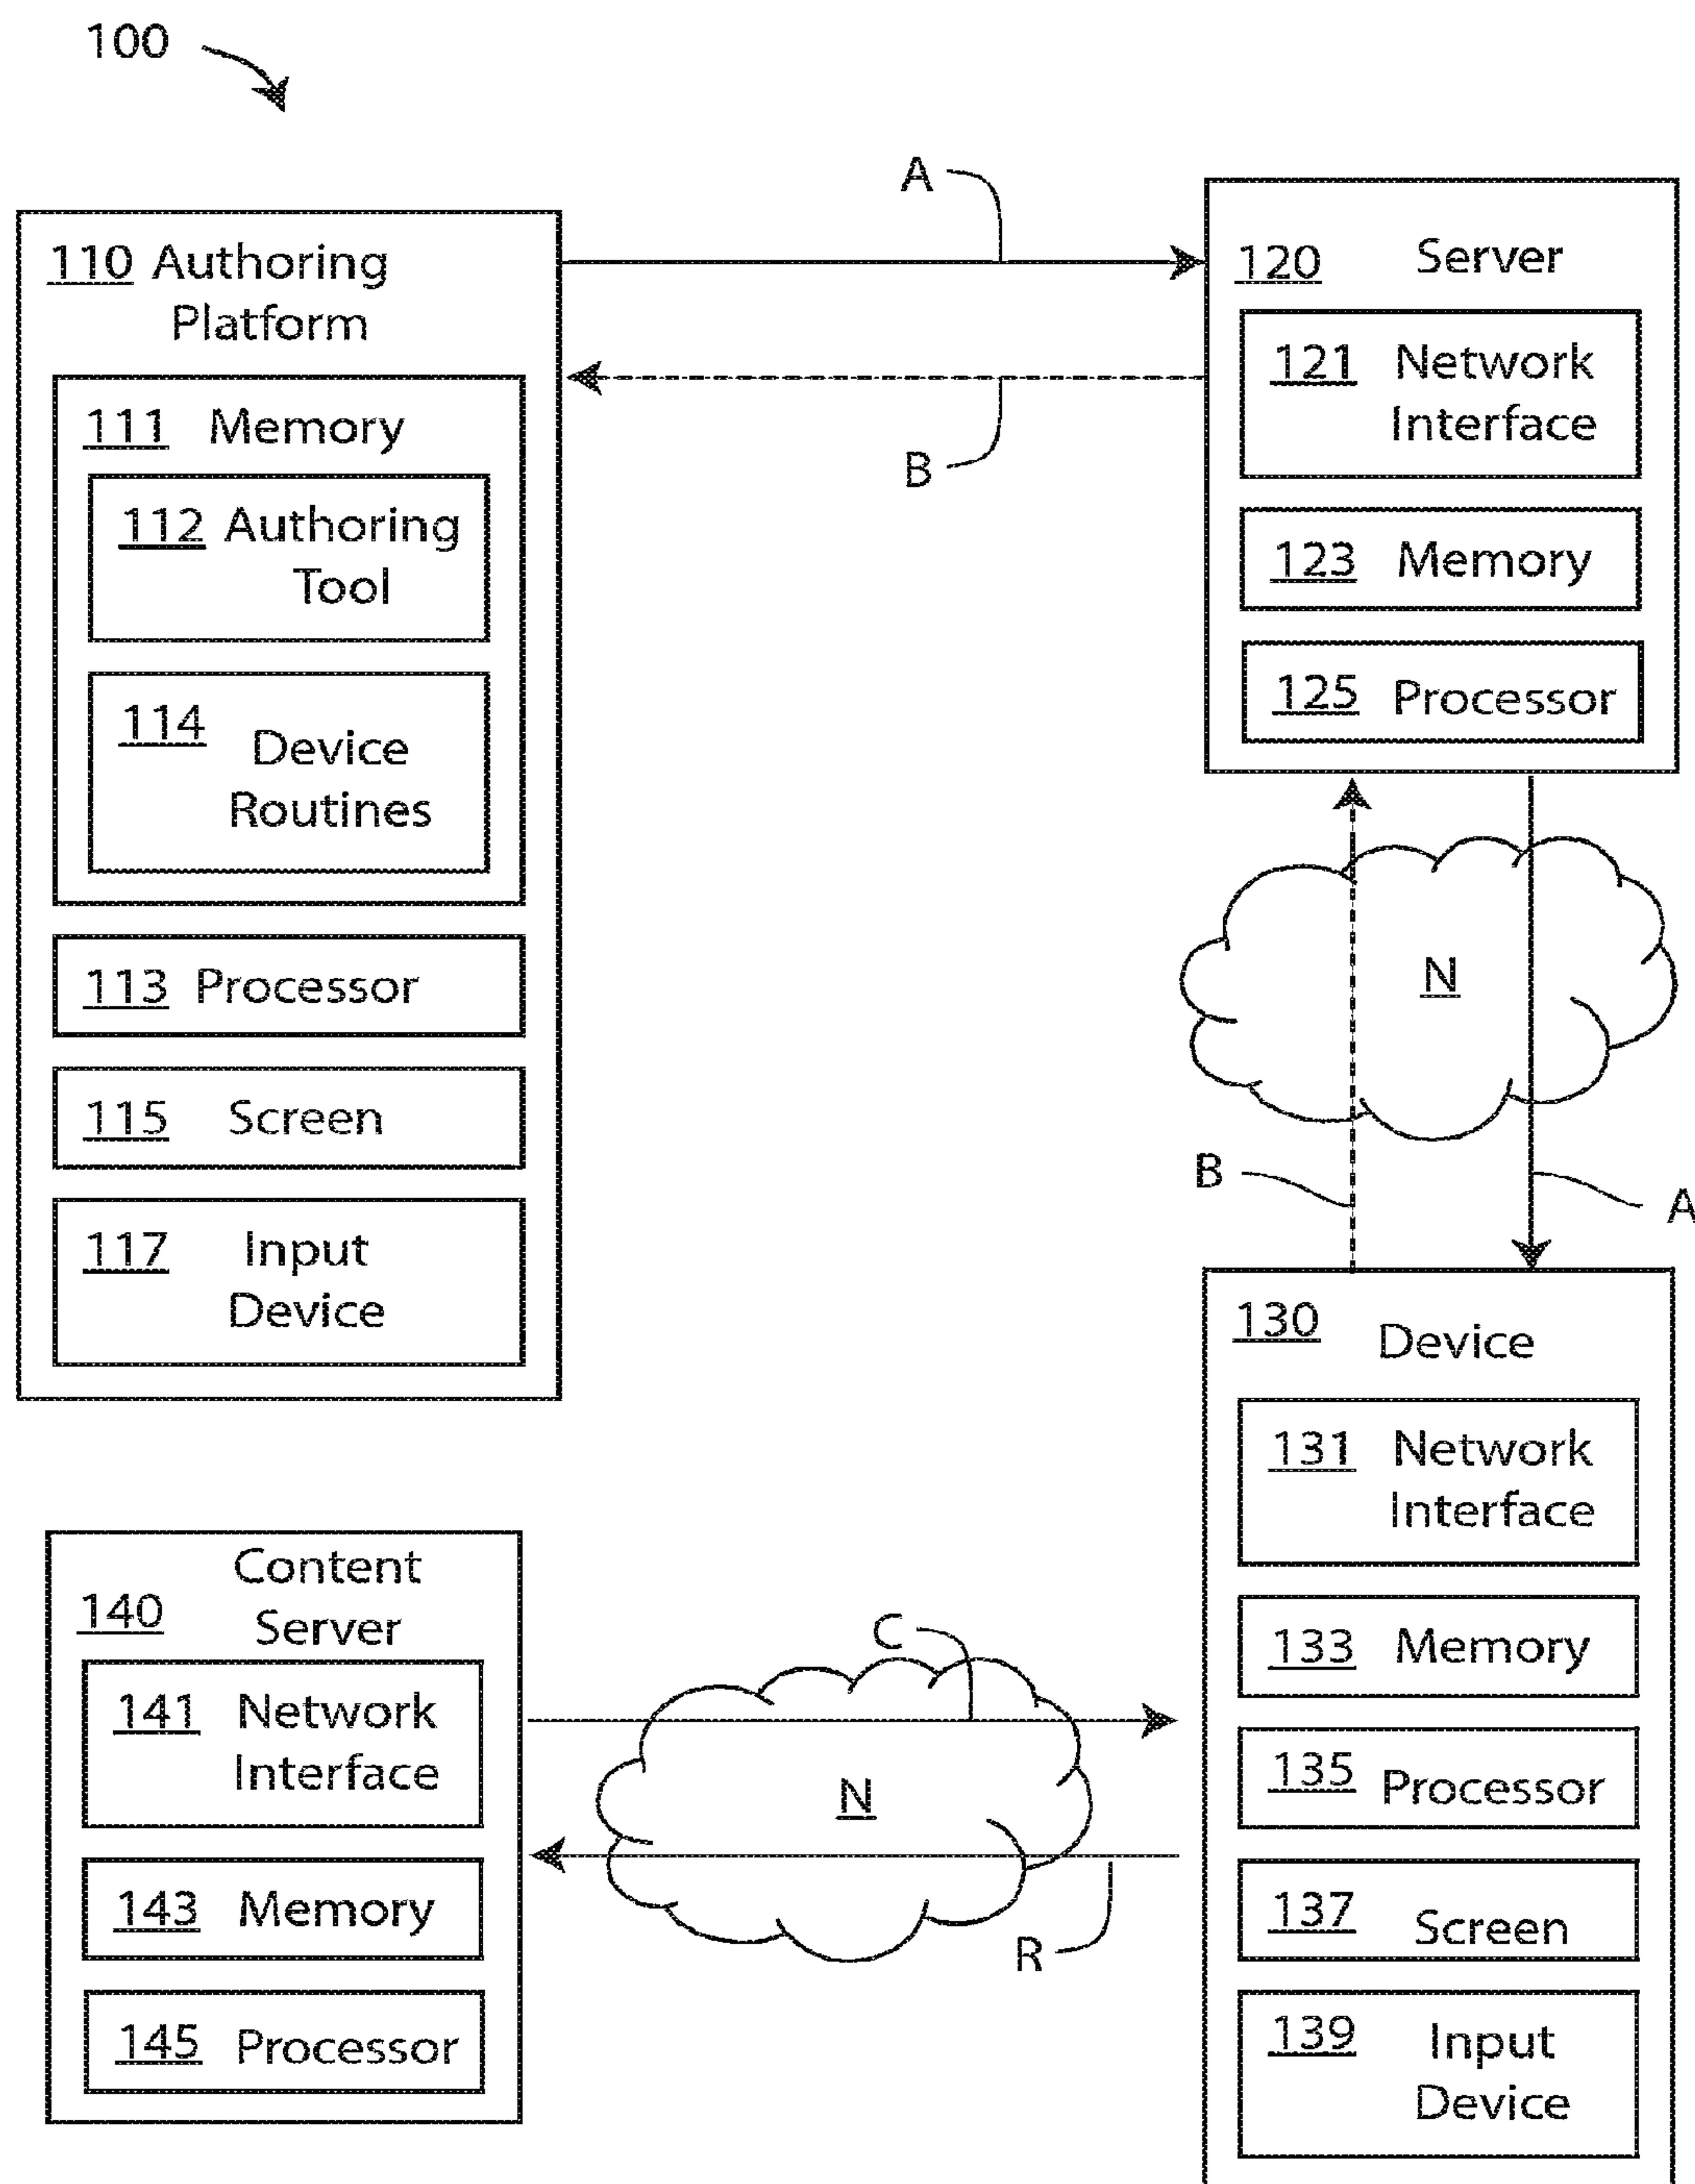 100
A
110 Authoring
Platform
111 Memory
112 Authoring
Tool
114 Device
Routines
113 Processor
115 Screen
117 Input
Device
B
120 Server
121 Network
Interface
123 Memory
125 Processor
N
B
A
130 Device
131 Network
Interface
133 Memory
135 Processor
137 Screen
139 Input
Device
Content
140 Server
141 Network
Interface
143 Memory
145 Processor
C
N
R